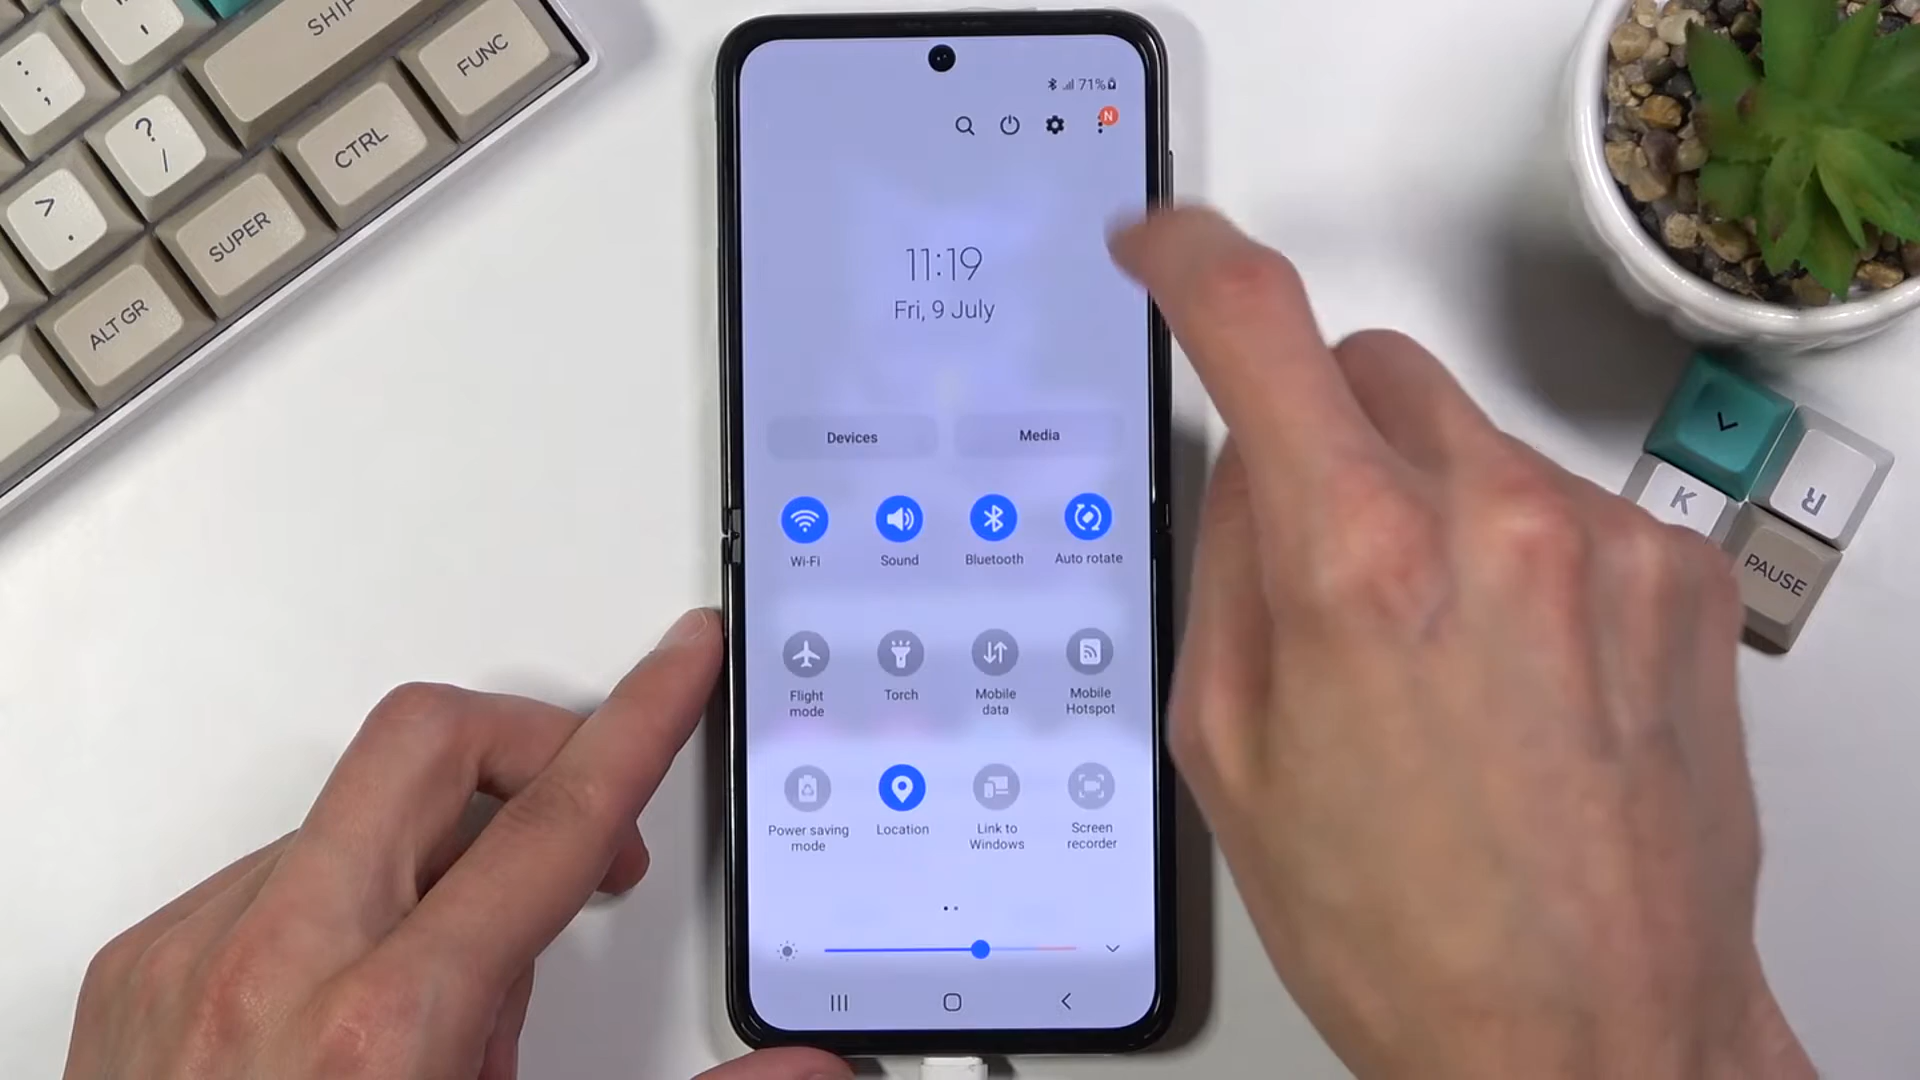 SHIF
FUNC
;
:
,
?
/
CTRL
>
.
SUPER
ALT GR
71%
N
11:19
Fri, 9 July
Devices
Media
Wi-Fi
Sound
Bluetooth
Auto rotate
Flight
mode
Torch
Mobile
data
Mobile
Hotspot
Power saving
mode
Location
Link to
Windows
Screen
recorder
K
R
PAUSE